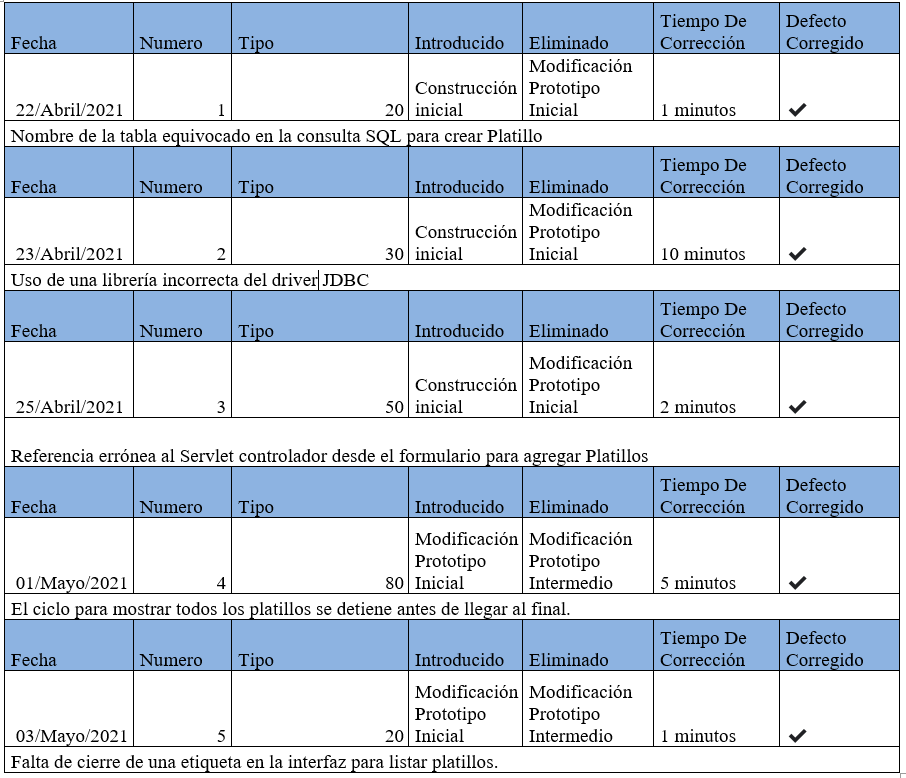 Fecha Numero Tipo Introducido Eliminado Tiempo De Corrección Defecto Corregido
22/Abril/2021 1 20 Construcción inicial Modificación Prototipo Inicial 1 minutos ✔
Nombre de la tabla equivocado en la consulta SQL para crear Platillo
Fecha Numero Tipo Introducido Eliminado Tiempo De Corrección Defecto Corregido
23/Abril/2021 2 30 Construcción inicial Modificación Prototipo Inicial 10 minutos ✔
Uso de una librería incorrecta del driver JDBC
Fecha Numero Tipo Introducido Eliminado Tiempo De Corrección Defecto Corregido
25/Abril/2021 3 50 Construcción inicial Modificación Prototipo Inicial 2 minutos ✔
Referencia errónea al Servlet controlador desde el formulario para agregar Platillos
Fecha Numero Tipo Introducido Eliminado Tiempo De Corrección Defecto Corregido
01/Mayo/2021 4 80 Modificación Prototipo Inicial Modificación Prototipo Intermedio 5 minutos ✔
El ciclo para mostrar todos los platillos se detiene antes de llegar al final.
Fecha Numero Tipo Introducido Eliminado Tiempo De Corrección Defecto Corregido
03/Mayo/2021 5 20 Modificación Prototipo Inicial Modificación Prototipo Intermedio 1 minutos ✔
Falta de cierre de una etiqueta en la interfaz para listar platillos.